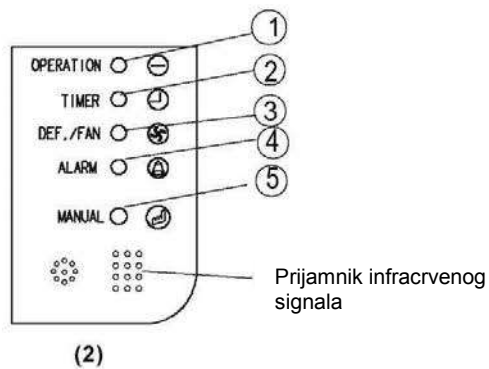 1
OPERATION
2
TIMER
3
DEF./FAN
4
ALARM
5
MANUAL
Prijamnik infracrvenog
signala
(2)